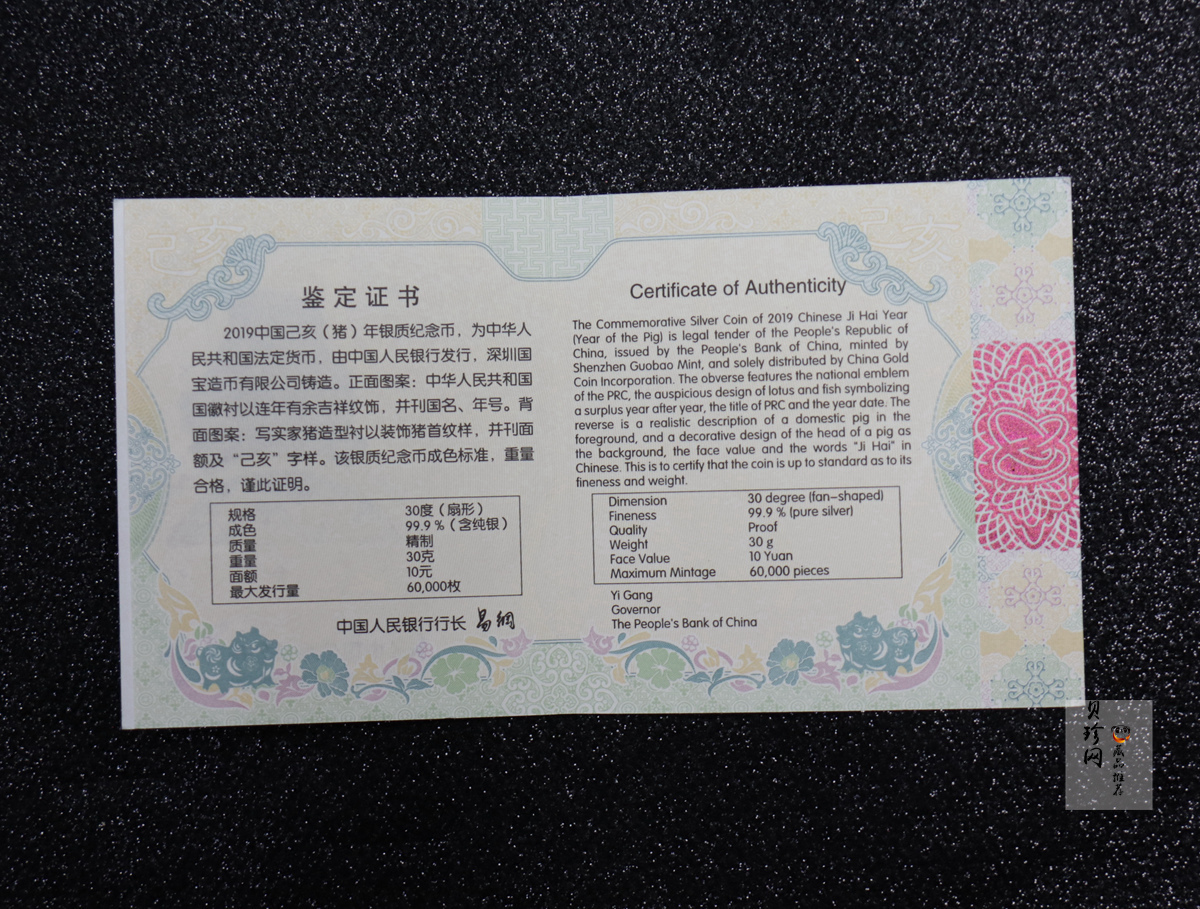 鉴定证书
2019中国己亥（猪）年银质纪念币，为中华人
民共和国法定货币，由中国人民银行发行，深圳国
宝造币有限公司铸造。正面图案：中华人民共和国
国徽衬以连年有余吉祥纹饰，并刊国名、年号。背
面图案：写实家猪造型衬以装饰猪首纹样，并刊面
额及“己亥”字样。该银质纪念币成色标准，重量
合格，谨此证明。
规格 30度（扇形）
成色 99.9％（含纯银）
质量 精制
重量 30克
面额 10元
最大发行量 60,000枚
中国人民银行行长 易纲
Certificate of Authenticity
The Commemorative Silver Coin of 2019 Chinese Ji Hai Year
(Year of the Pig) is legal tender of the People's Republic of
China, issued by the People's Bank of China, minted by
Shenzhen Guobao Mint, and solely distributed by China Gold
Coin Incorporation. The obverse features the national emblem
of the PRC, the auspicious design of lotus and fish symbolizing
a surplus year after year, the title of PRC and the year date. The
reverse is a realistic description of a domestic pig in the
foreground, and a decorative design of the head of a pig as
the background, the face value and the words "Ji Hai" in
Chinese. This is to certify that the coin is up to standard as to its
fineness and weight.
Dimension 30 degree (fan-shaped)
Fineness 99.9 % (pure silver)
Quality Proof
Weight 30 g
Face Value 10 Yuan
Maximum Mintage 60,000 pieces
Yi Gang
Governor
The People's Bank of China
己亥
己亥
贝珍网
藏品推荐